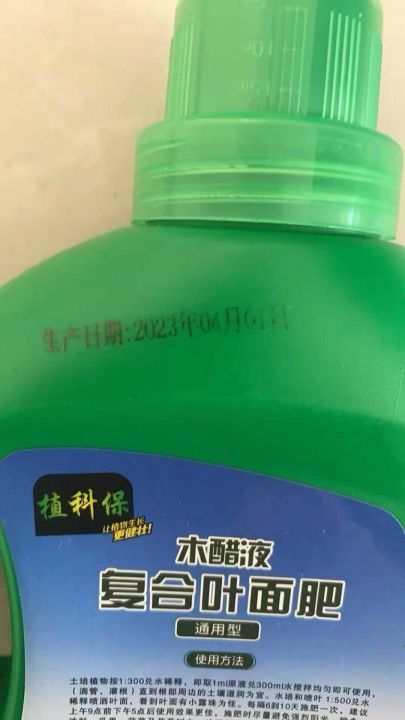 生产日期:2023年04月01日
植科保
让植物生长
更健壮!
木醋液
复合叶面肥
通用型
使用方法
土培植物按1:300兑水稀释，即取1ml原液兑300ml水搅拌均匀即可使用，
(滴管、灌根)直到根部周边的土壤湿润为宜。水培和喷叶1:500兑水
稀释喷洒叶面，看到叶面有小露珠为佳。每隔6到10天施肥一次，建议
上午9点前下午5点后使用效果更佳，施肥时尽量避免强烈阳光